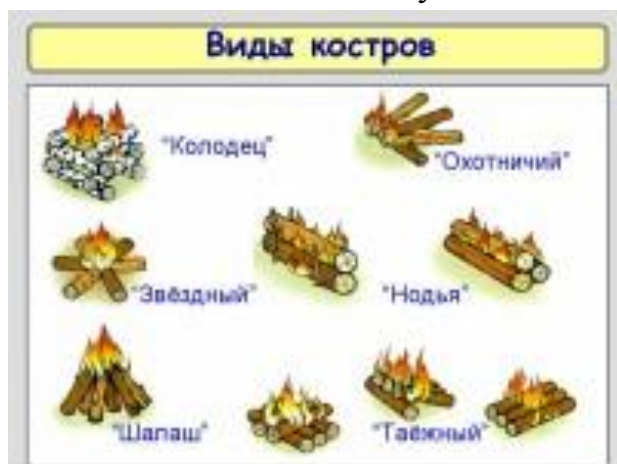 Виды костров
"Колодец"
"Охотничий"
"Звёздный"
"Нодья"
"Шалаш"
"Таёжный"